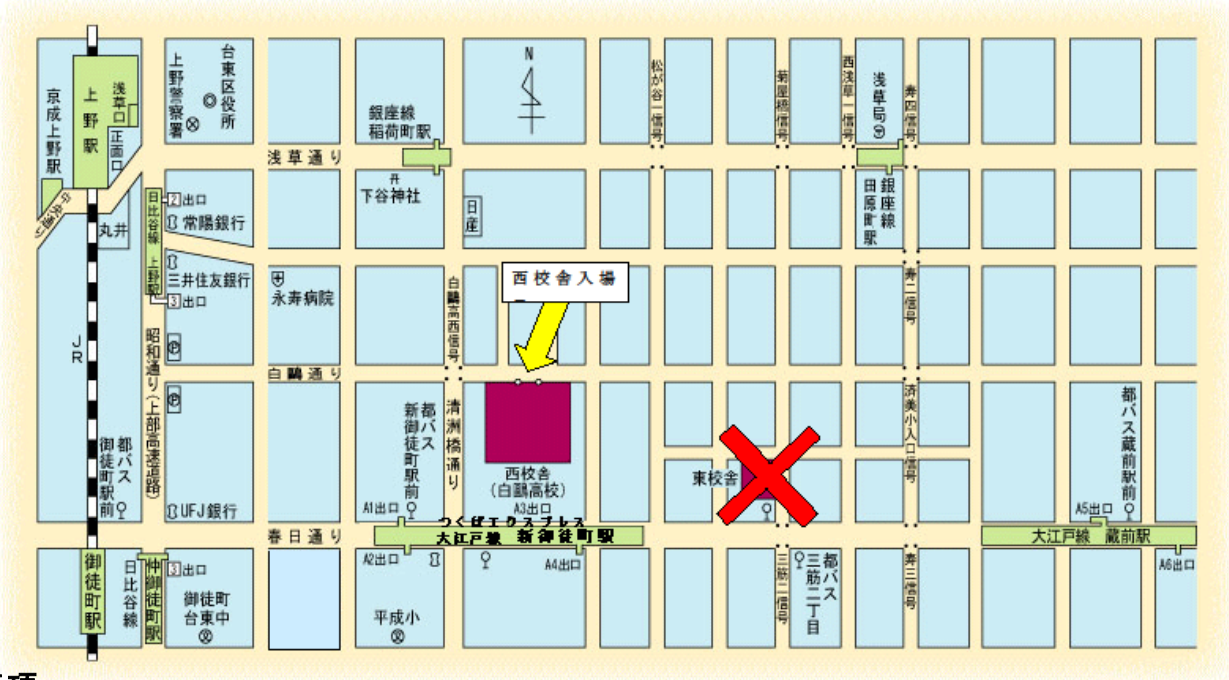 京成上野駅
上野駅
浅草口
正面口
上野警察署
台東区役所
浅草通り
銀座線
稲荷町駅
N
松が谷一信号
菊屋橋信号
西浅草一信号
浅草局
寿四信号
中央通り
丸井
日比谷線 上野駅
2出口
常陽銀行
三井住友銀行
3出口
下谷神社
日産
銀座線
田原町駅
永寿病院
白鷗高西信号
西校舎入場
寿二信号
JR
昭和通り(上部高速道路)
P
白鷗通り
P
都バス
御徒町駅前
UFJ銀行
都バス
新御徒町駅前
清洲橋通り
西校舎
(白鷗高校)
東校舎
済美小入口信号
都バス蔵前駅前
A1出口
A3出口
A5出口
春日通り
つくばエクスプレス
大江戸線 新御徒町駅
大江戸線 蔵前駅
御徒町駅
日比谷線
仲御徒町駅
3出口
御徒町
台東中
A2出口
平成小
A4出口
三筋二信号
都バス
三筋二丁目
寿三信号
A6出口
項